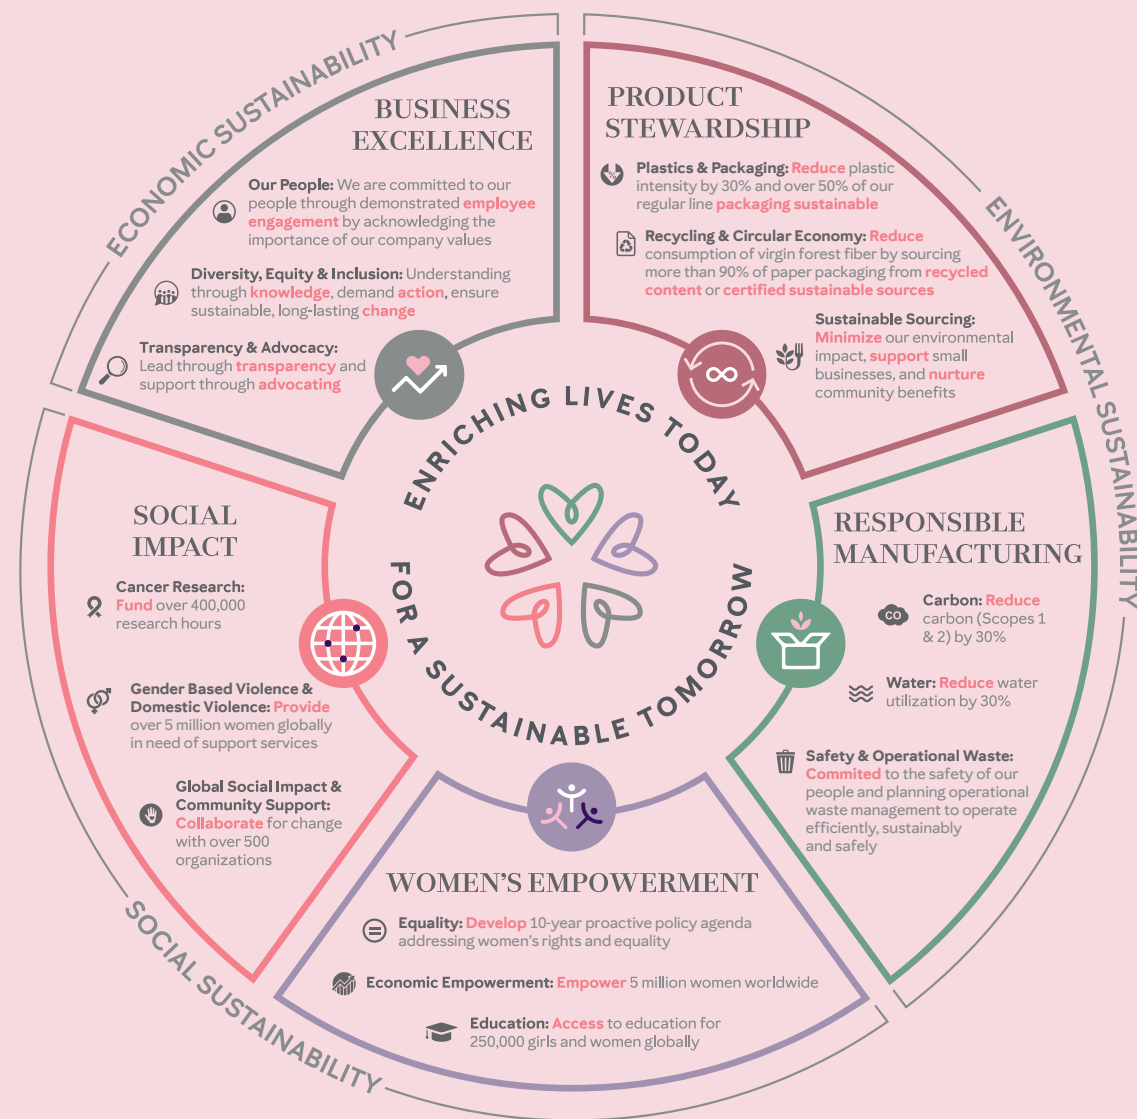 ECONOMIC SUSTAINABILITY
BUSINESS
EXCELLENCE
Our People: We are committed to our
people through demonstrated employee
engagement by acknowledging the
importance of our company values
Diversity, Equity & Inclusion: Understanding
through knowledge, demand action, ensure
sustainable, long-lasting change
Transparency & Advocacy:
Lead through transparency and
support through advocating
ENVIRONMENTAL SUSTAINABILITY
PRODUCT
STEWARDSHIP
Plastics & Packaging: Reduce plastic
intensity by 30% and over 50% of our
regular line packaging sustainable
Recycling & Circular Economy: Reduce
consumption of virgin forest fiber by sourcing
more than 90% of paper packaging from recycled
content or certified sustainable sources
Sustainable Sourcing:
Minimize our environmental
impact, support small
businesses, and nurture
community benefits
RESPONSIBLE
MANUFACTURING
CO
Carbon: Reduce
carbon (Scopes 1
& 2) by 30%
Water: Reduce water
utilization by 30%
Safety & Operational Waste:
Commited to the safety of our
people and planning operational
waste management to operate
efficiently, sustainably
and safely
ENRICHING LIVES TODAY
FOR A SUSTAINABLE TOMORROW
SOCIAL SUSTAINABILITY
SOCIAL
IMPACT
Cancer Research:
Fund over 400,000
research hours
Gender Based Violence &
Domestic Violence: Provide
over 5 million women globally
in need of support services
Global Social Impact &
Community Support:
Collaborate for change
with over 500
organizations
WOMEN'S EMPOWERMENT
Equality: Develop 10-year proactive policy agenda
addressing women's rights and equality
Economic Empowerment: Empower 5 million women worldwide
Education: Access to education for
250,000 girls and women globally